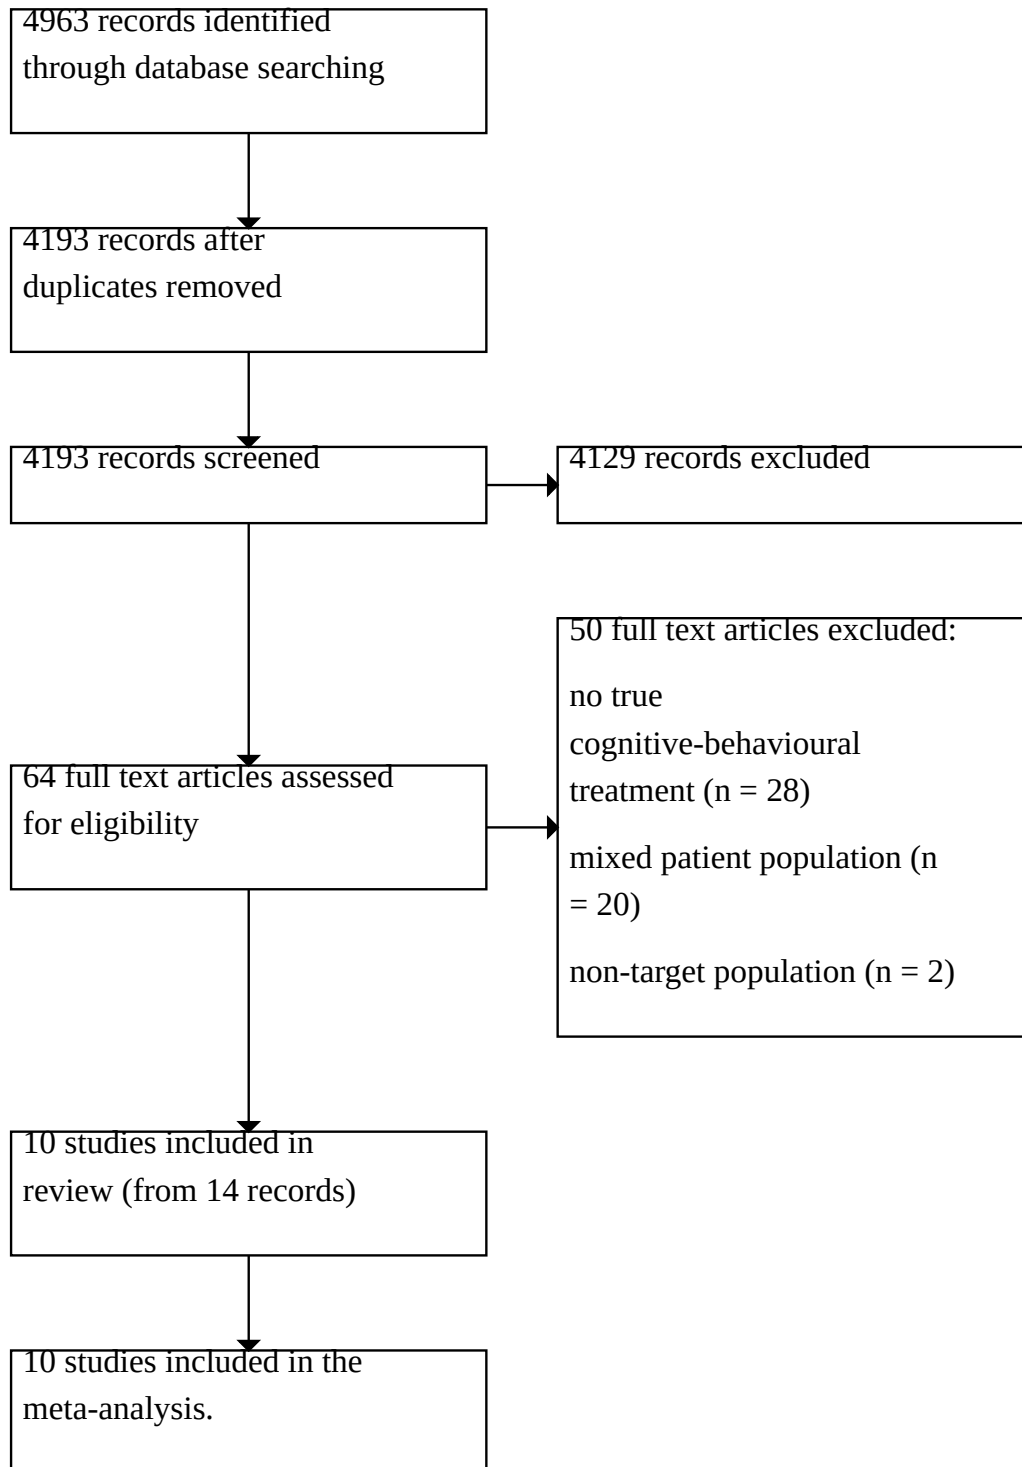 4963 records identified
through database searching
4193 records after
duplicates removed
4193 records screened
4129 records excluded
50 full text articles excluded:
no true
cognitive-behavioural
treatment (n = 28)
mixed patient population (n
= 20)
non-target population (n = 2)
64 full text articles assessed
for eligibility
10 studies included in
review (from 14 records)
10 studies included in the
meta-analysis.